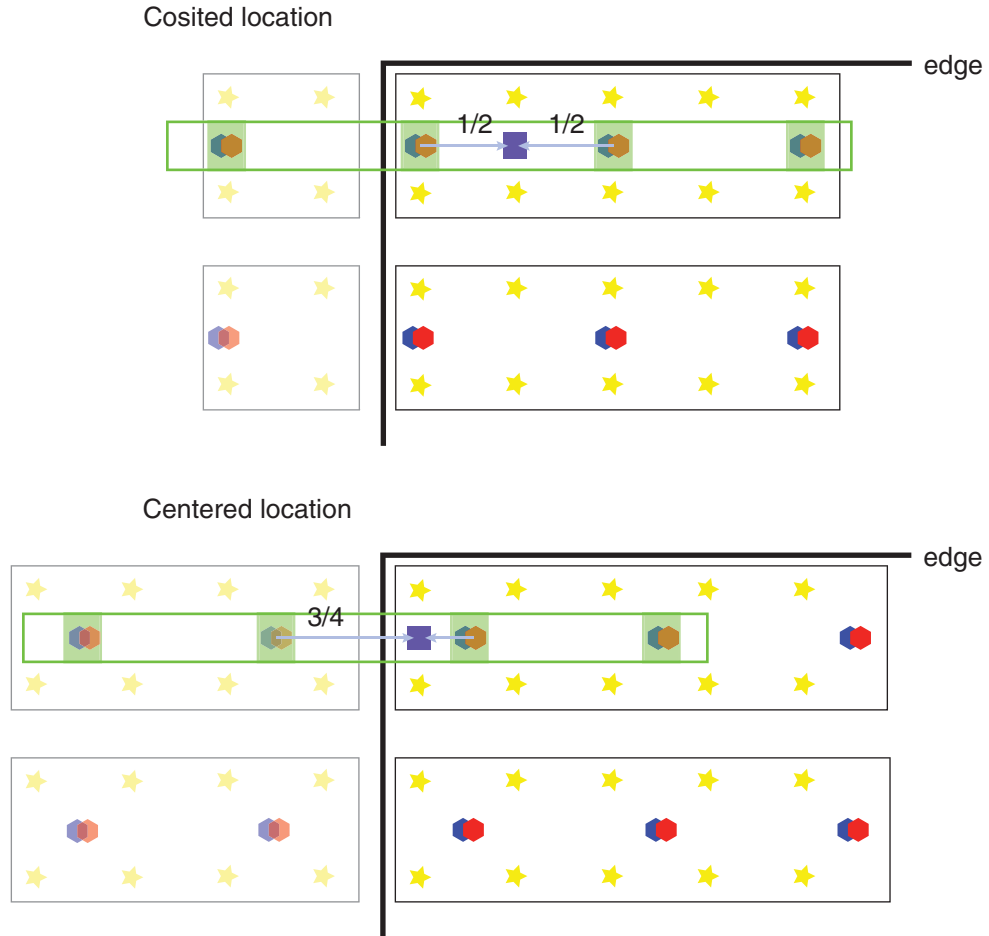 Cosited location
edge
1/2 1/2
Centered location
edge
3/4